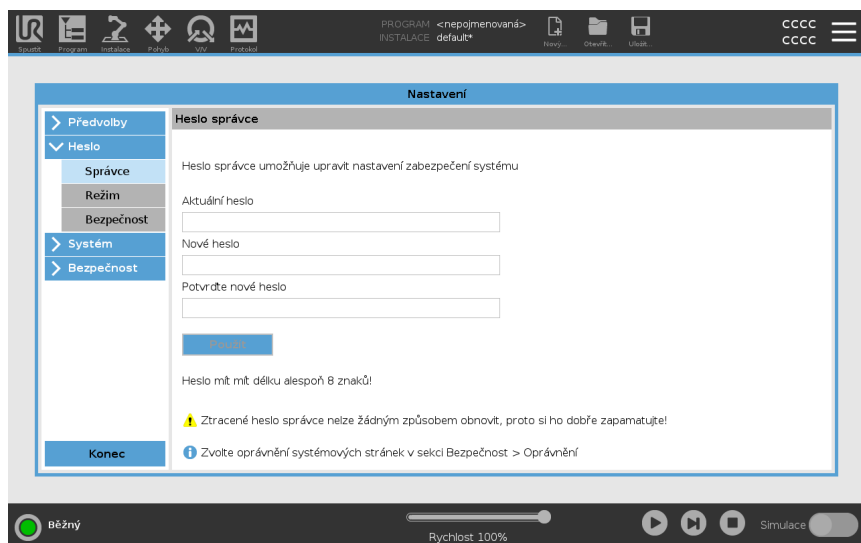 PROGRAM <nepojmenovaná>
INSTALACE default*
CCCC
CCCC
Spustit Program Instalace Pohyb V/V Protokol Nový... Otevřít... Uložit...
Nastavení
Předvolby
Heslo
Správce
Režim
Bezpečnost
Systém
Bezpečnost
Konec
Heslo správce
Heslo správce umožňuje upravit nastavení zabezpečení systému
Aktuální heslo
Nové heslo
Potvrďte nové heslo
Použít
Heslo mít mít délku alespoň 8 znaků!
Ztracené heslo správce nelze žádným způsobem obnovit, proto si ho dobře zapamatujte!
Zvolte oprávnění systémových stránek v sekci Bezpečnost > Oprávnění
Běžný
Rychlost 100%
Simulace